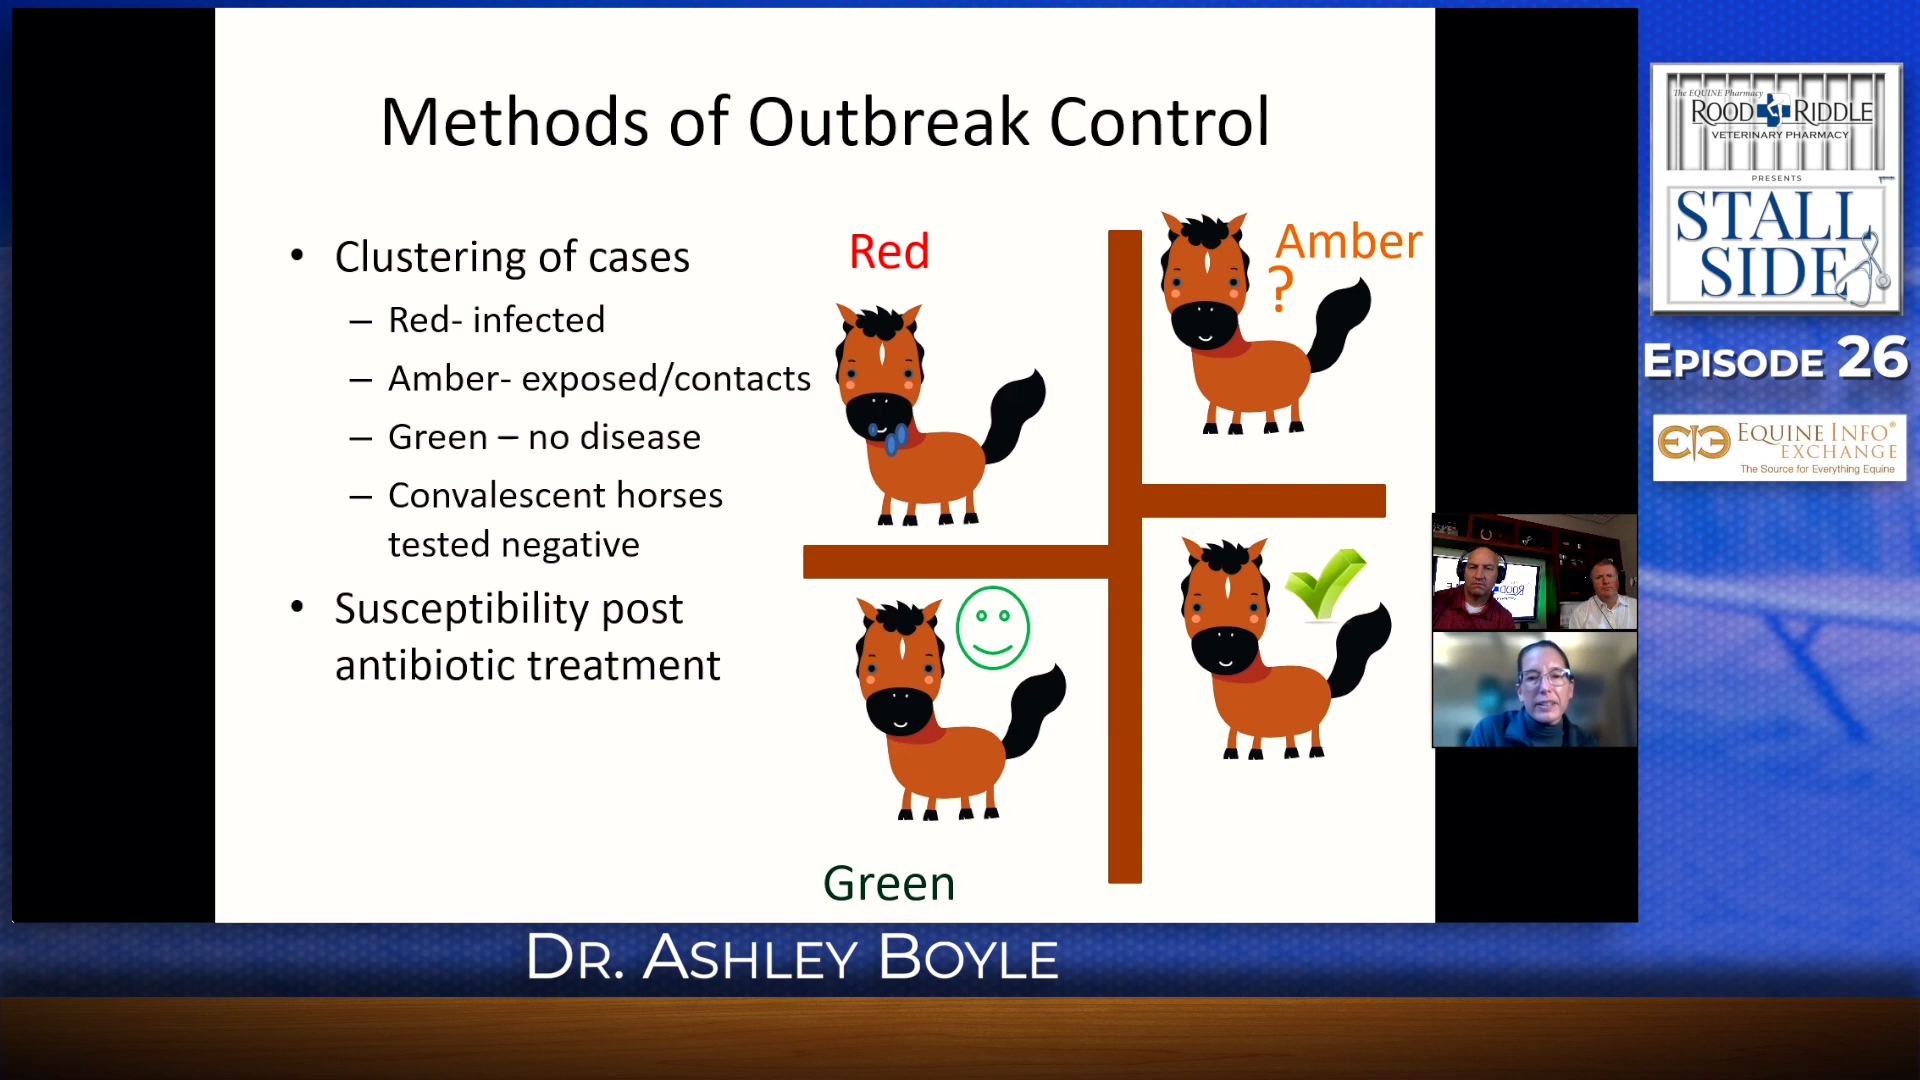 Methods of Outbreak Control
• Clustering of cases
– Red- infected
– Amber- exposed/contacts
– Green – no disease
– Convalescent horses
tested negative
• Susceptibility post
antibiotic treatment
Red
Amber
?
Green
The EQUINE Pharmacy
ROOD RIDDLE
VETERINARY PHARMACY
PRESENTS
STALL
SIDE
EPISODE 26
EQUINE INFO®
EXCHANGE
The Source for Everything Equine
DR. ASHLEY BOYLE